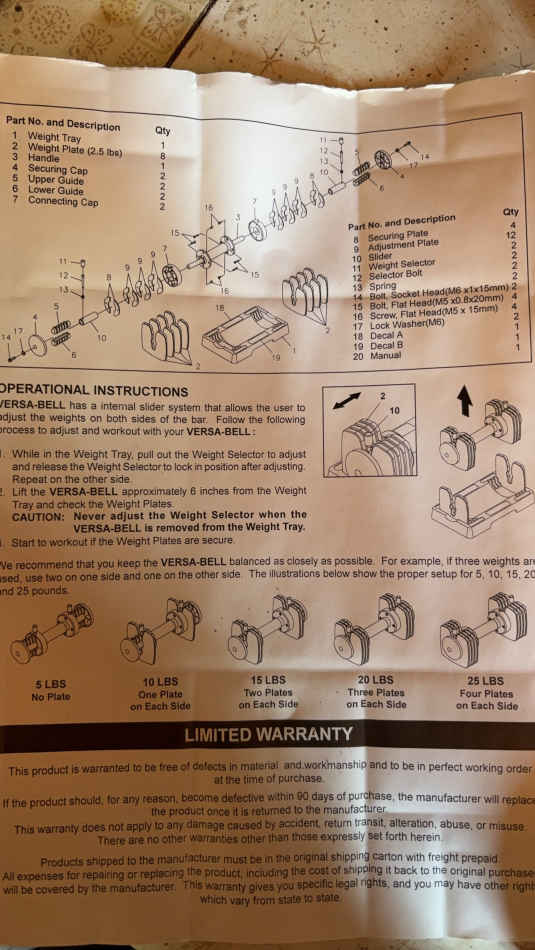 Part No. and Description Qty
1 Weight Tray 1
2 Weight Plate (2.5 lbs) 8
3 Handle 1
4 Securing Cap 2
5 Upper Guide 2
6 Lower Guide 2
7 Connecting Cap 2
Part No. and Description Qty
8 Securing Plate 4
9 Adjustment Plate 12
10 Slider 2
11 Weight Selector 2
12 Selector Bolt 2
13 Spring 2
14 Bolt, Socket Head(M6 x1x15mm) 2
15 Bolt, Flat Head(M5 x0.8x20mm) 4
16 Screw, Flat Head(M5 x 15mm) 4
17 Lock Washer(M6) 2
18 Decal A 1
19 Decal B 1
20 Manual 1
OPERATIONAL INSTRUCTIONS
VERSA-BELL has a internal slider system that allows the user to
adjust the weights on both sides of the bar. Follow the following
process to adjust and workout with your VERSA-BELL :
1. While in the Weight Tray, pull out the Weight Selector to adjust
and release the Weight Selector to lock in position after adjusting.
Repeat on the other side.
2. Lift the VERSA-BELL approximately 6 inches from the Weight
Tray and check the Weight Plates.
CAUTION: Never adjust the Weight Selector when the
VERSA-BELL is removed from the Weight Tray.
. Start to workout if the Weight Plates are secure.
2
10
We recommend that you keep the VERSA-BELL balanced as closely as possible. For example, if three weights are
used, use two on one side and one on the other side. The illustrations below show the proper setup for 5, 10, 15, 20
and 25 pounds.
5 LBS
No Plate
10 LBS
One Plate
on Each Side
15 LBS
Two Plates
on Each Side
20 LBS
Three Plates
on Each Side
25 LBS
Four Plates
on Each Side
LIMITED WARRANTY
This product is warranted to be free of defects in material and workmanship and to be in perfect working order
at the time of purchase.
If the product should, for any reason, become defective within 90 days of purchase, the manufacturer will replace
the product once it is returned to the manufacturer.
This warranty does not apply to any damage caused by accident, return transit, alteration, abuse, or misuse.
There are no other warranties other than those expressly set forth herein.
Products shipped to the manufacturer must be in the original shipping carton with freight prepaid.
All expenses for repairing or replacing the product, including the cost of shipping it back to the original purchase
will be covered by the manufacturer. This warranty gives you specific legal rights, and you may have other right
which vary from state to state.